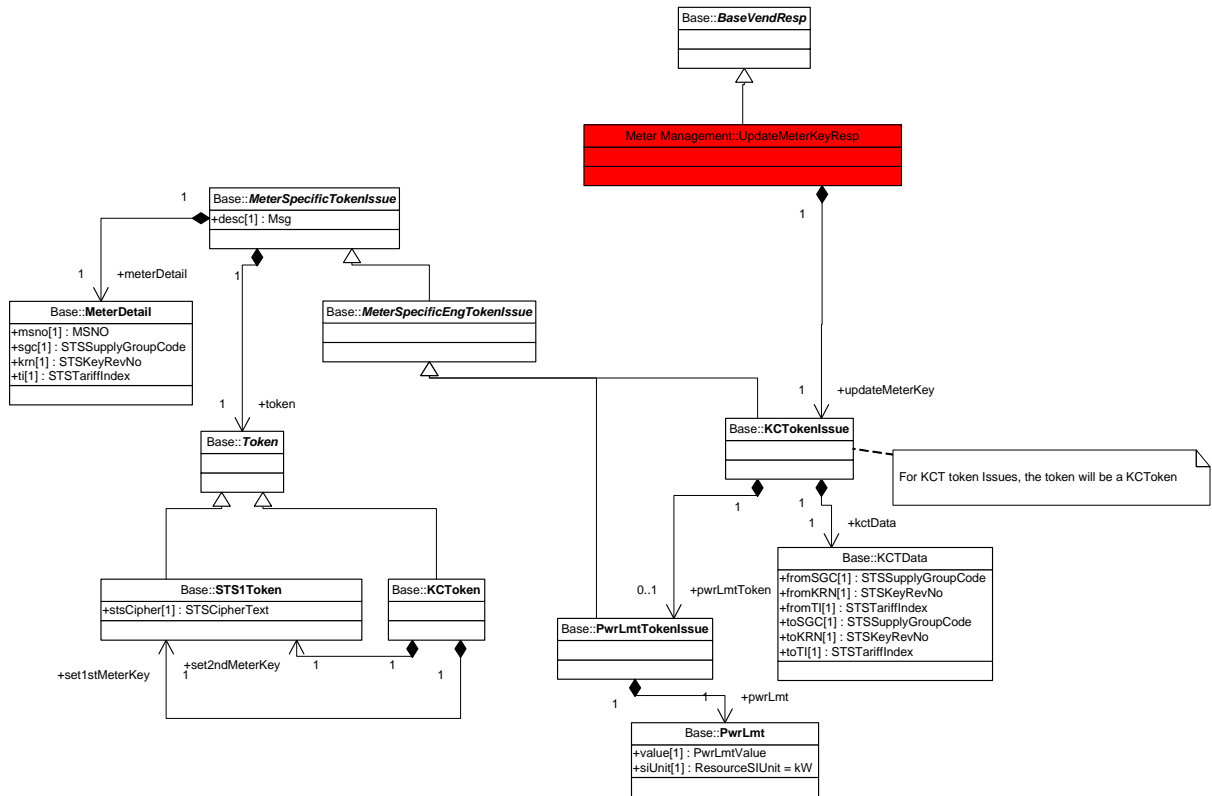 Base::BaseVendResp
Meter Management::UpdateMeterKeyResp
1
Base::MeterSpecificTokenIssue
+desc[1] : Msg
1
1
1
+meterDetail
Base::MeterDetail
+msno[1] : MSNO
+sgc[1] : STSSupplyGroupCode
+krn[1] : STSKeyRevNo
+ti[1] : STSTariffIndex
Base::MeterSpecificEngTokenIssue
1
+updateMeterKey
1
+token
Base::Token
Base::KCTokenIssue
For KCT token Issues, the token will be a KCToken
1
1
1
+kctData
Base::KCTData
+fromSGC[1] : STSSupplyGroupCode
+fromKRN[1] : STSKeyRevNo
+fromTI[1] : STSTariffIndex
+toSGC[1] : STSSupplyGroupCode
+toKRN[1] : STSKeyRevNo
+toTI[1] : STSTariffIndex
0..1
+pwrLmtToken
Base::STS1Token
+stsCipher[1] : STSCipherText
Base::KCToken
Base::PwrLmtTokenIssue
+set1stMeterKey
1
+set2ndMeterKey
1
1
1
1
1
+pwrLmt
Base::PwrLmt
+value[1] : PwrLmtValue
+siUnit[1] : ResourceSIUnit = kW